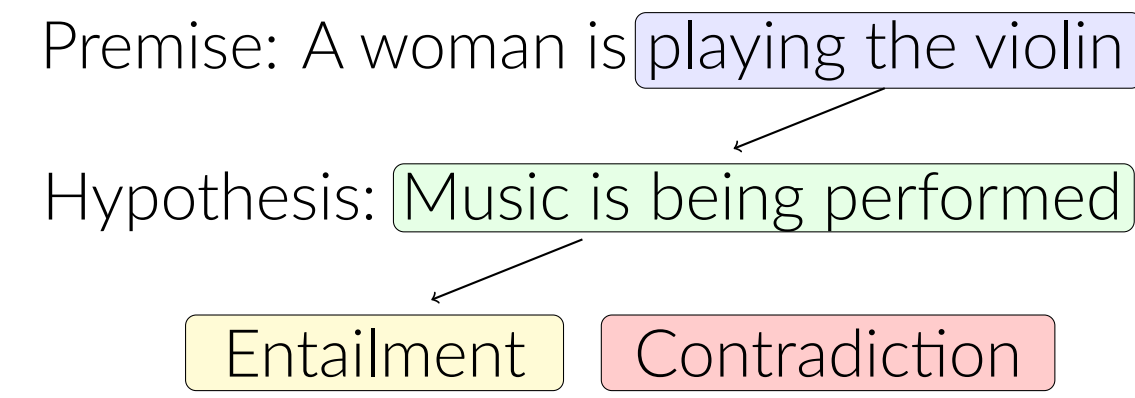 Premise: A woman is playing the violin
Hypothesis: Music is being performed
Entailment Contradiction